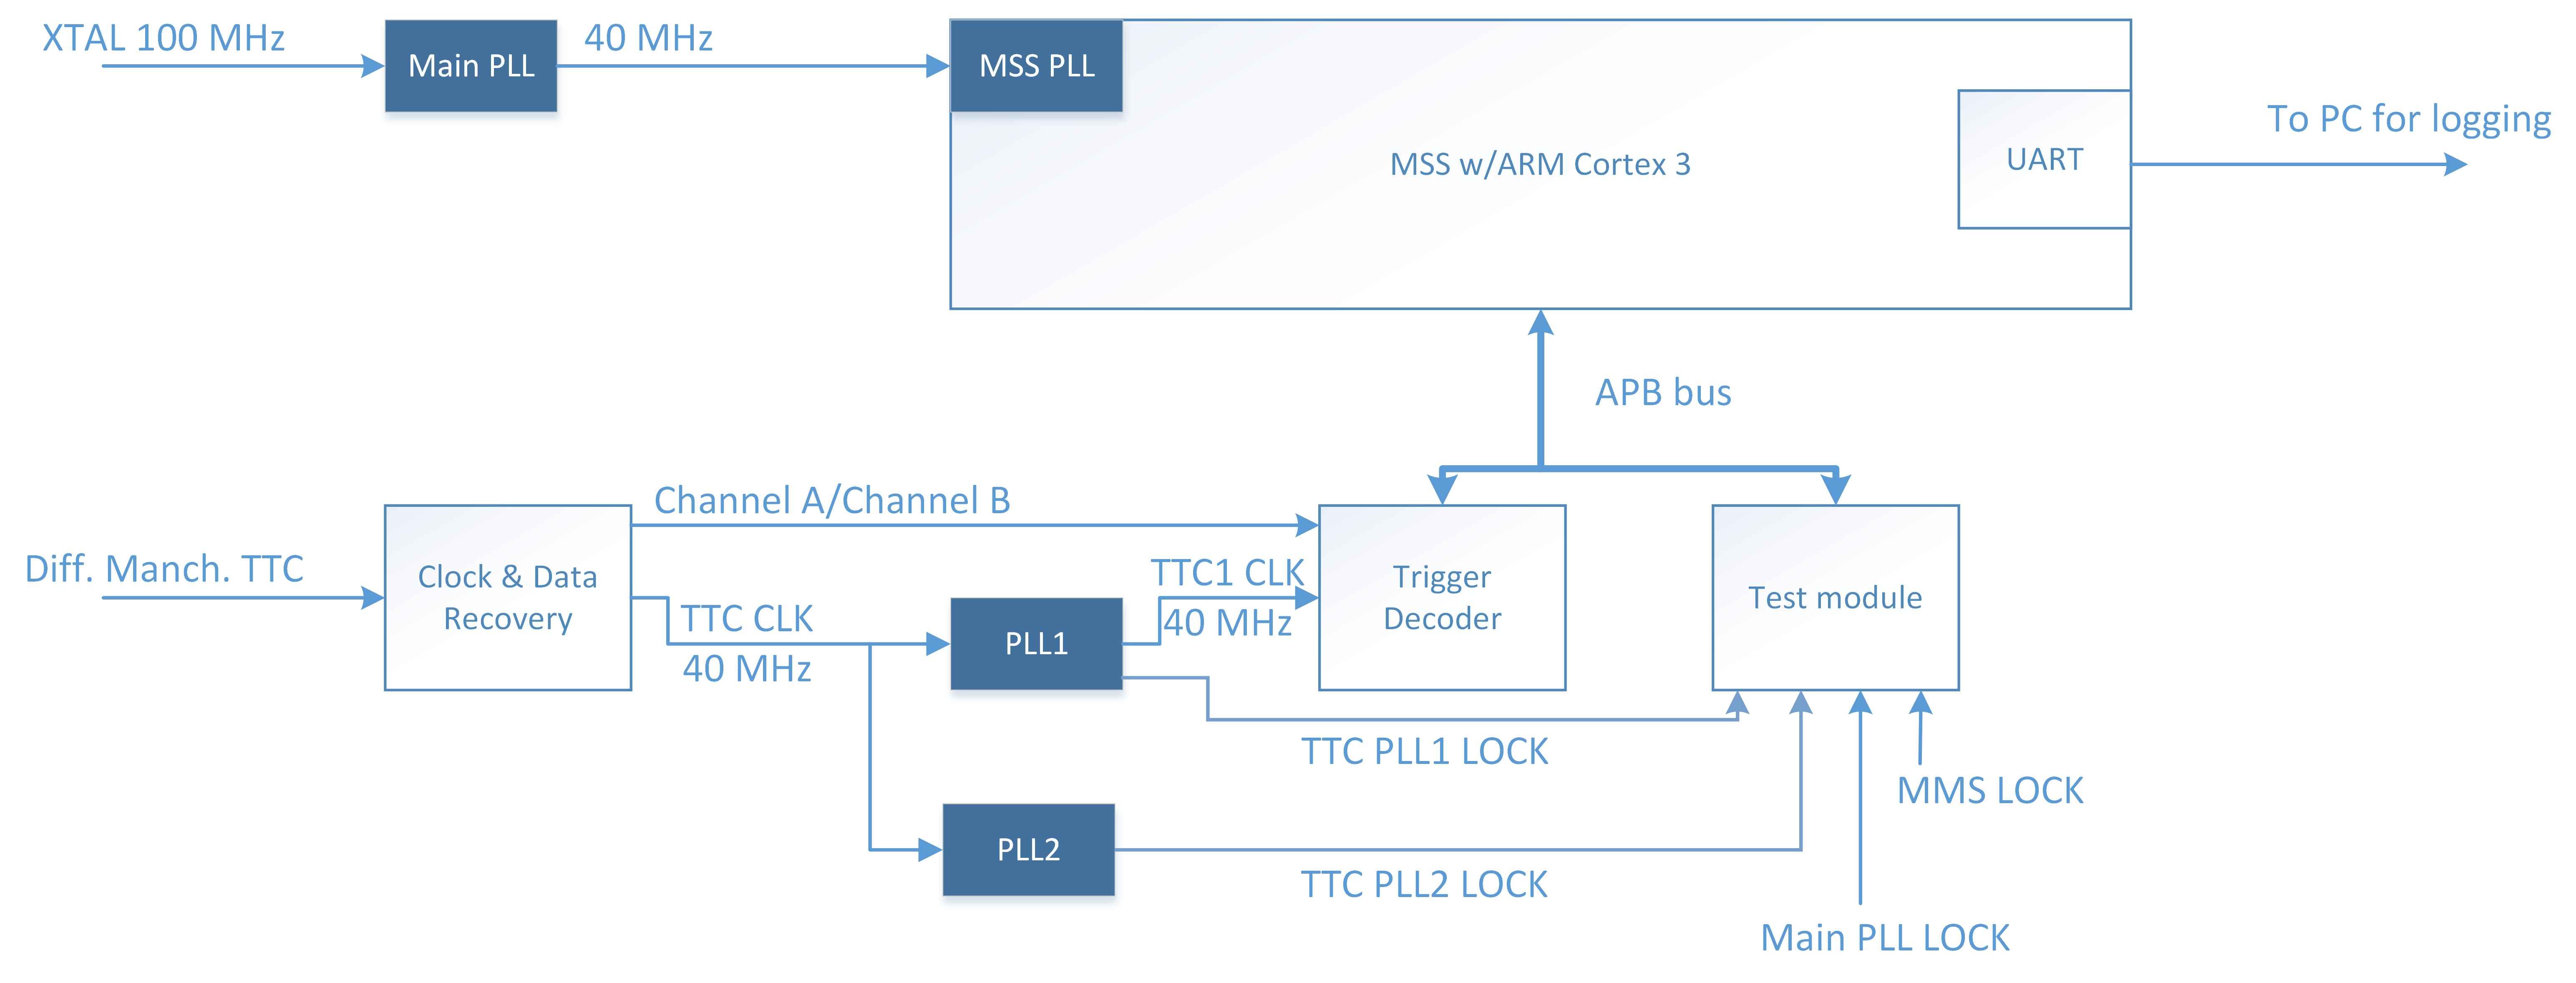 XTAL 100 MHz
Main PLL
40 MHz
MSS PLL
MSS w/ARM Cortex 3
UART
To PC for logging
APB bus
Diff. Manch. TTC
Clock & Data
Recovery
Channel A/Channel B
TTC CLK
40 MHz
PLL1
TTC1 CLK
40 MHz
Trigger
Decoder
Test module
TTC PLL1 LOCK
MMS LOCK
PLL2
TTC PLL2 LOCK
Main PLL LOCK